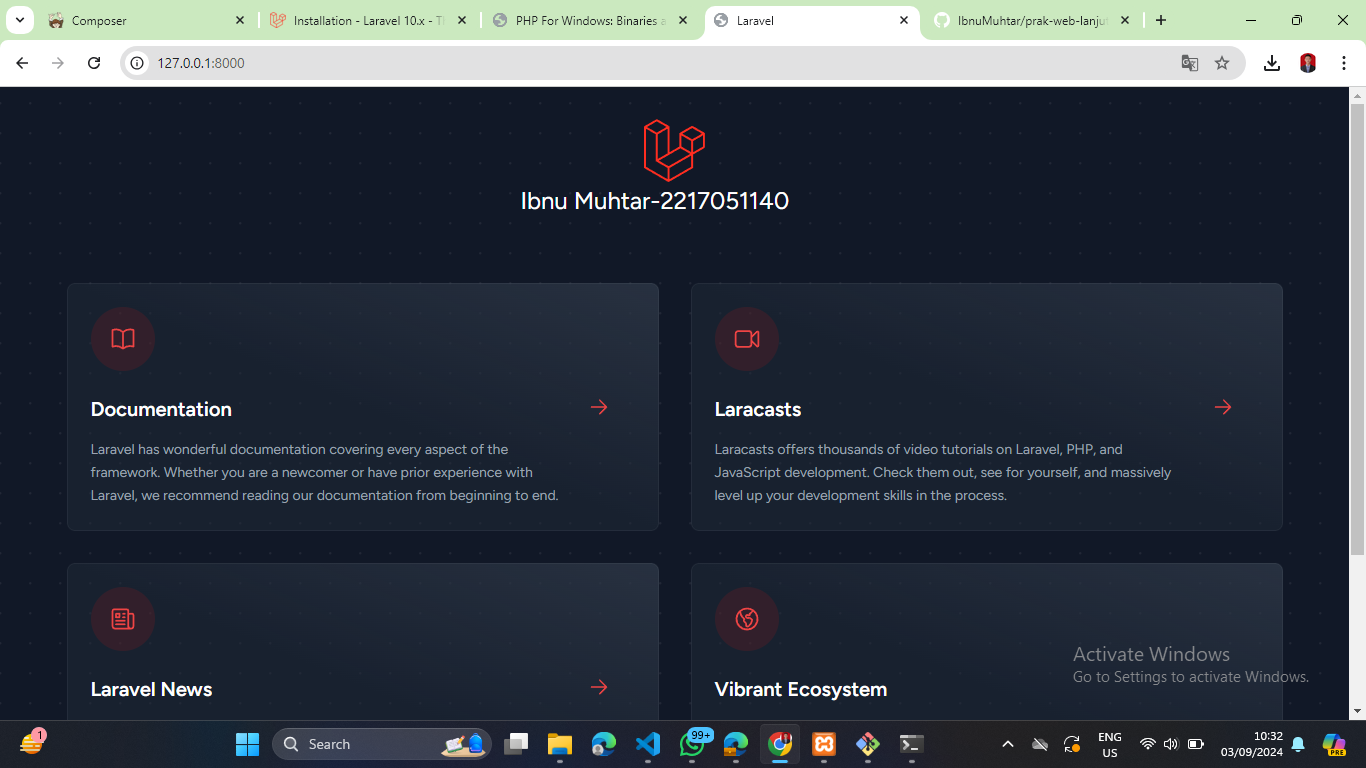 Composer
Installation - Laravel 10.x - Th
PHP For Windows: Binaries a
Laravel
IbnuMuhtar/prak-web-lanjut
127.0.0.1:8000
Ibnu Muhtar-2217051140
Documentation
Laravel has wonderful documentation covering every aspect of the
framework. Whether you are a newcomer or have prior experience with
Laravel, we recommend reading our documentation from beginning to end.
Laracasts
Laracasts offers thousands of video tutorials on Laravel, PHP, and
JavaScript development. Check them out, see for yourself, and massively
level up your development skills in the process.
Laravel News
Vibrant Ecosystem
Activate Windows
Go to Settings to activate Windows.
1
Search
99+
ENG
US
10:32
03/09/2024
PRE